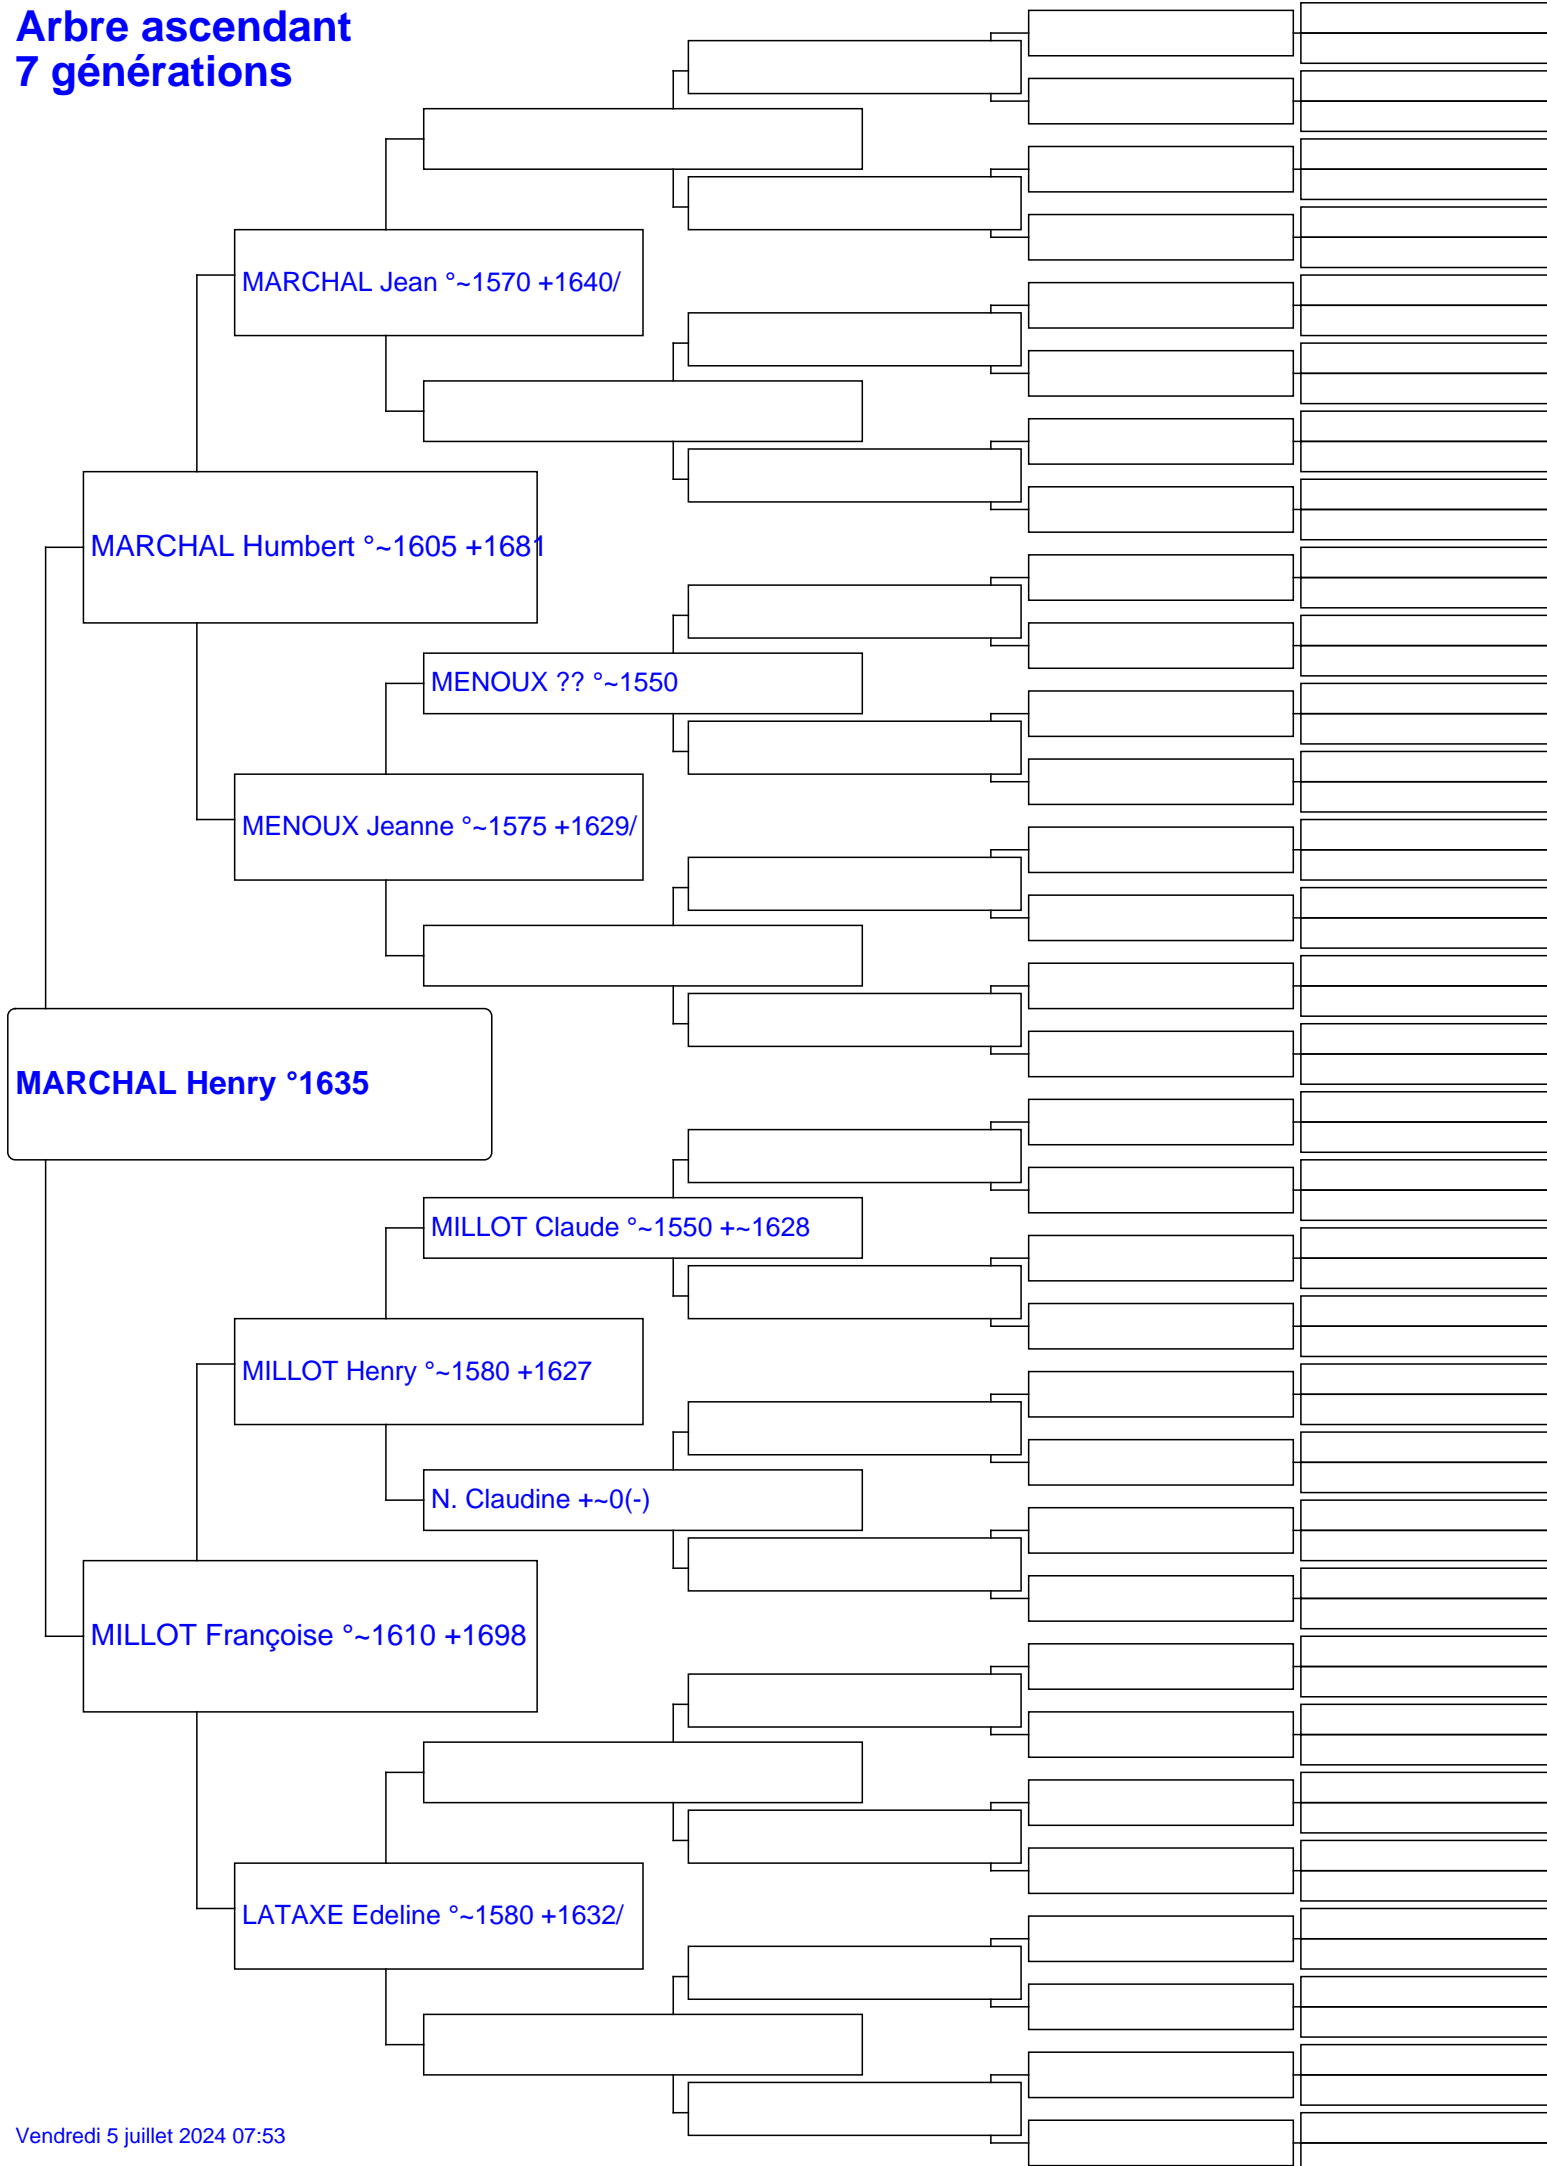 Arbre ascendant
7 générations
MARCHAL Jean °~1570 +1640/
MARCHAL Humbert °~1605 +1681
MENOUX ?? °~1550
MENOUX Jeanne °~1575 +1629/
MARCHAL Henry °1635
MILLOT Claude °~1550 +~1628
MILLOT Henry °~1580 +1627
N. Claudine +~0(-)
MILLOT Françoise °~1610 +1698
LATAXE Edeline °~1580 +1632/
Vendredi 5 juillet 2024 07:53